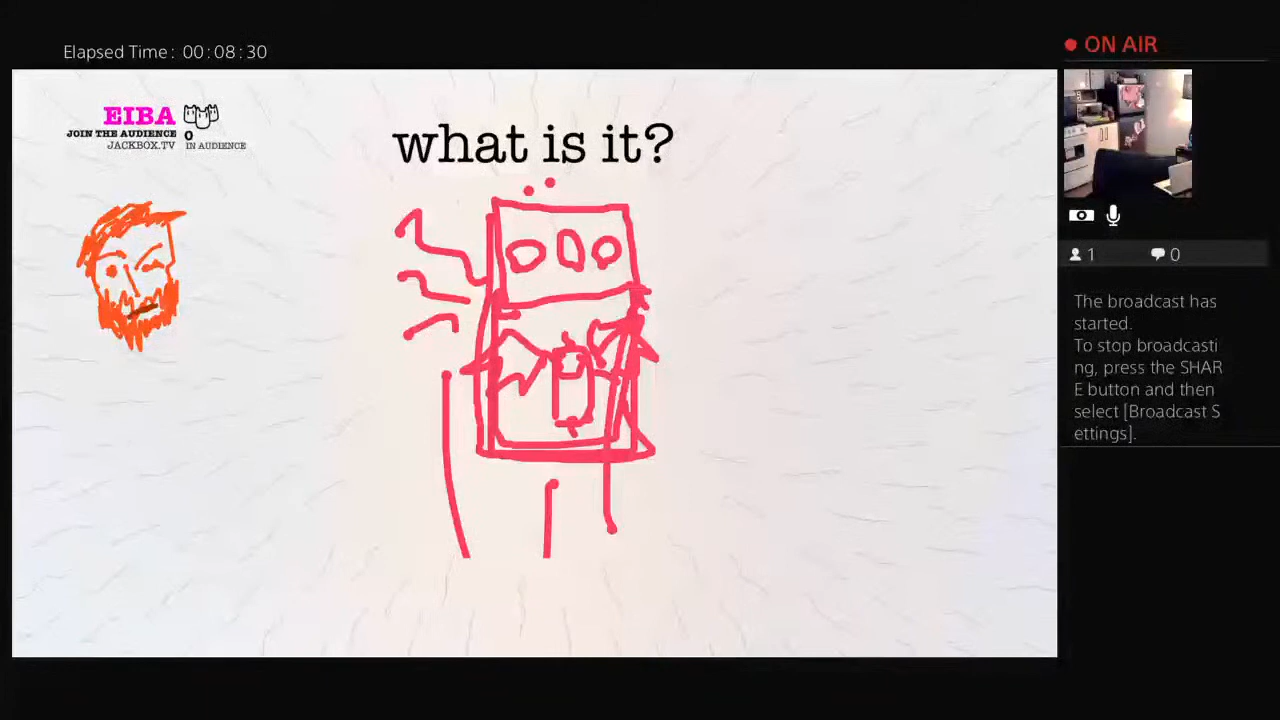 Elapsed Time: 00:08:30
ON AIR
EIBA
JOIN THE AUDIENCE
JACKBOX.TV
0
IN AUDIENCE
what is it?
1
0
The broadcast has
started.
To stop broadcasti
ng, press the SHAR
E button and then
select [Broadcast S
ettings].